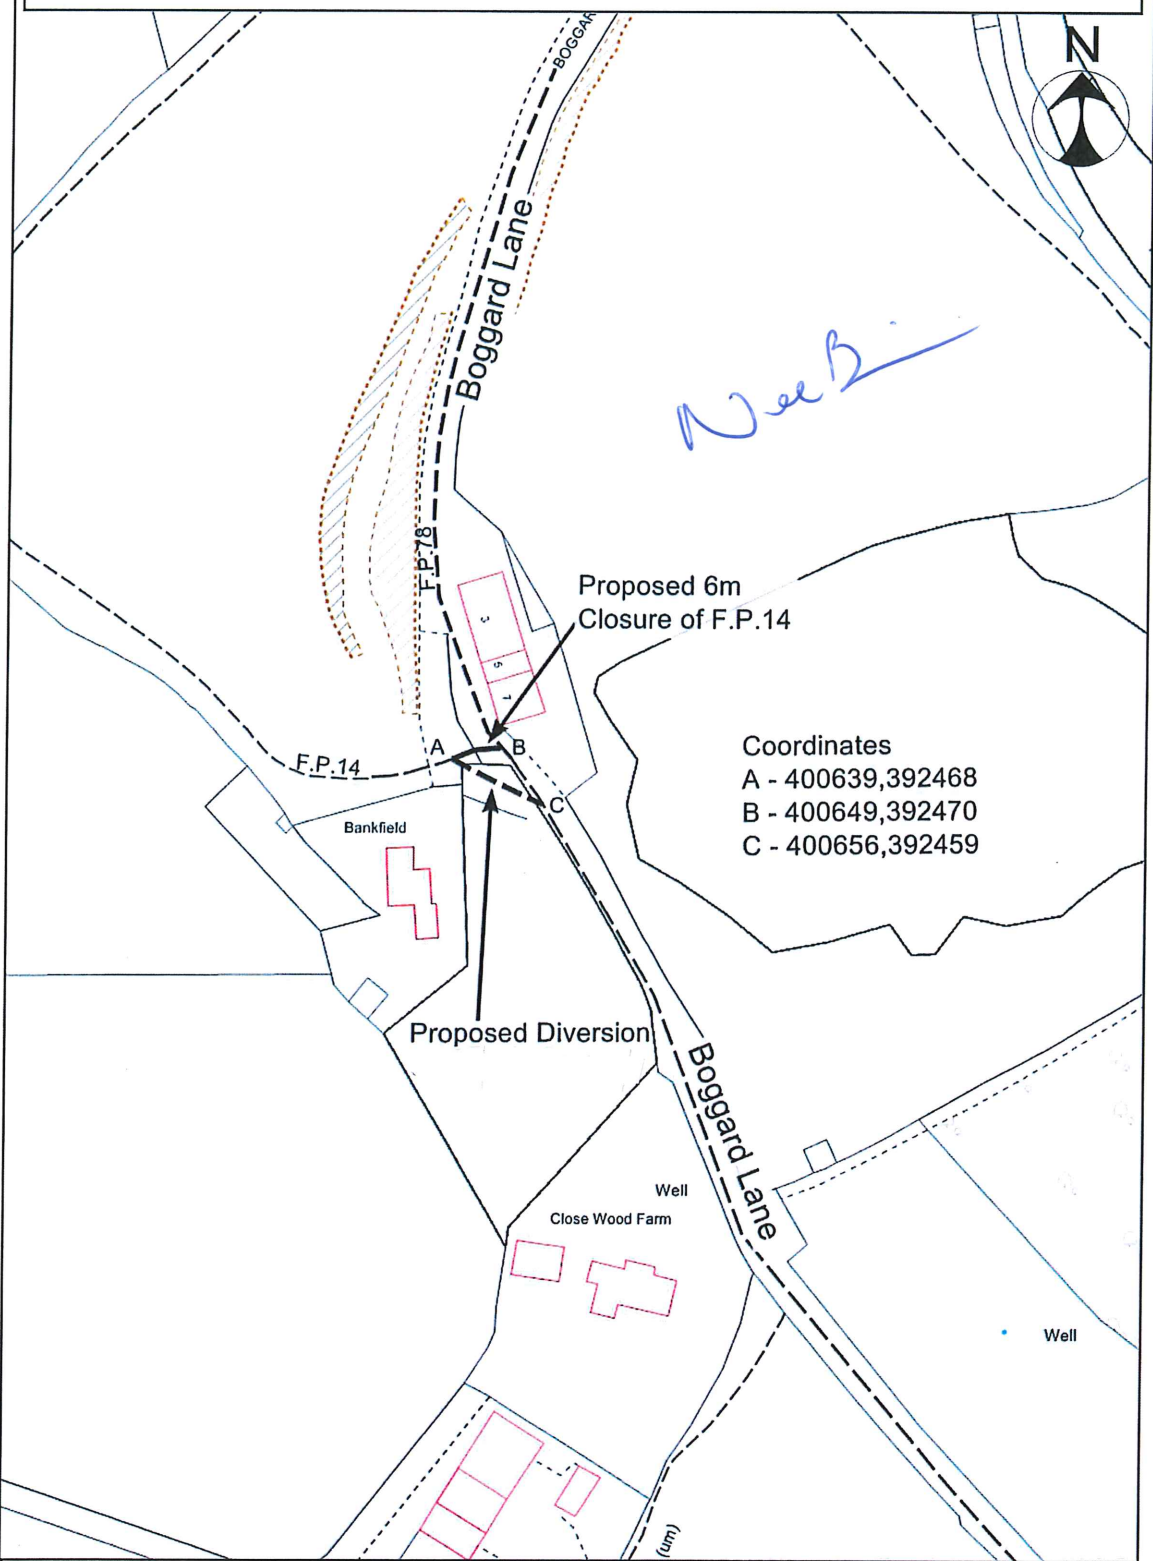 BOGGAR
N
Boggard Lane
F.P.78
Proposed 6m
Closure of F.P.14
3
5
7
A
B
F.P.14
C
Coordinates
A - 400639,392468
B - 400649,392470
C - 400656,392459
Bankfield
Proposed Diversion
Boggard Lane
Well
Close Wood Farm
Well
(um)